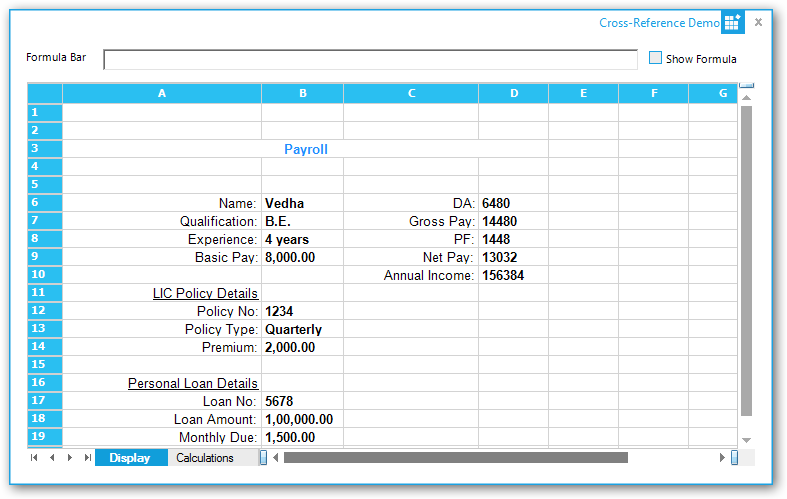 Cross-Reference Demo
Formula Bar
Show Formula
A B C D E F G
1
2
3 Payroll
4
5
6 Name: Vedha DA: 6480
7 Qualification: B.E. Gross Pay: 14480
8 Experience: 4 years PF: 1448
9 Basic Pay: 8,000.00 Net Pay: 13032
10 Annual Income: 156384
11 LIC Policy Details
12 Policy No: 1234
13 Policy Type: Quarterly
14 Premium: 2,000.00
15
16 Personal Loan Details
17 Loan No: 5678
18 Loan Amount: 1,00,000.00
19 Monthly Due: 1,500.00
Display Calculations